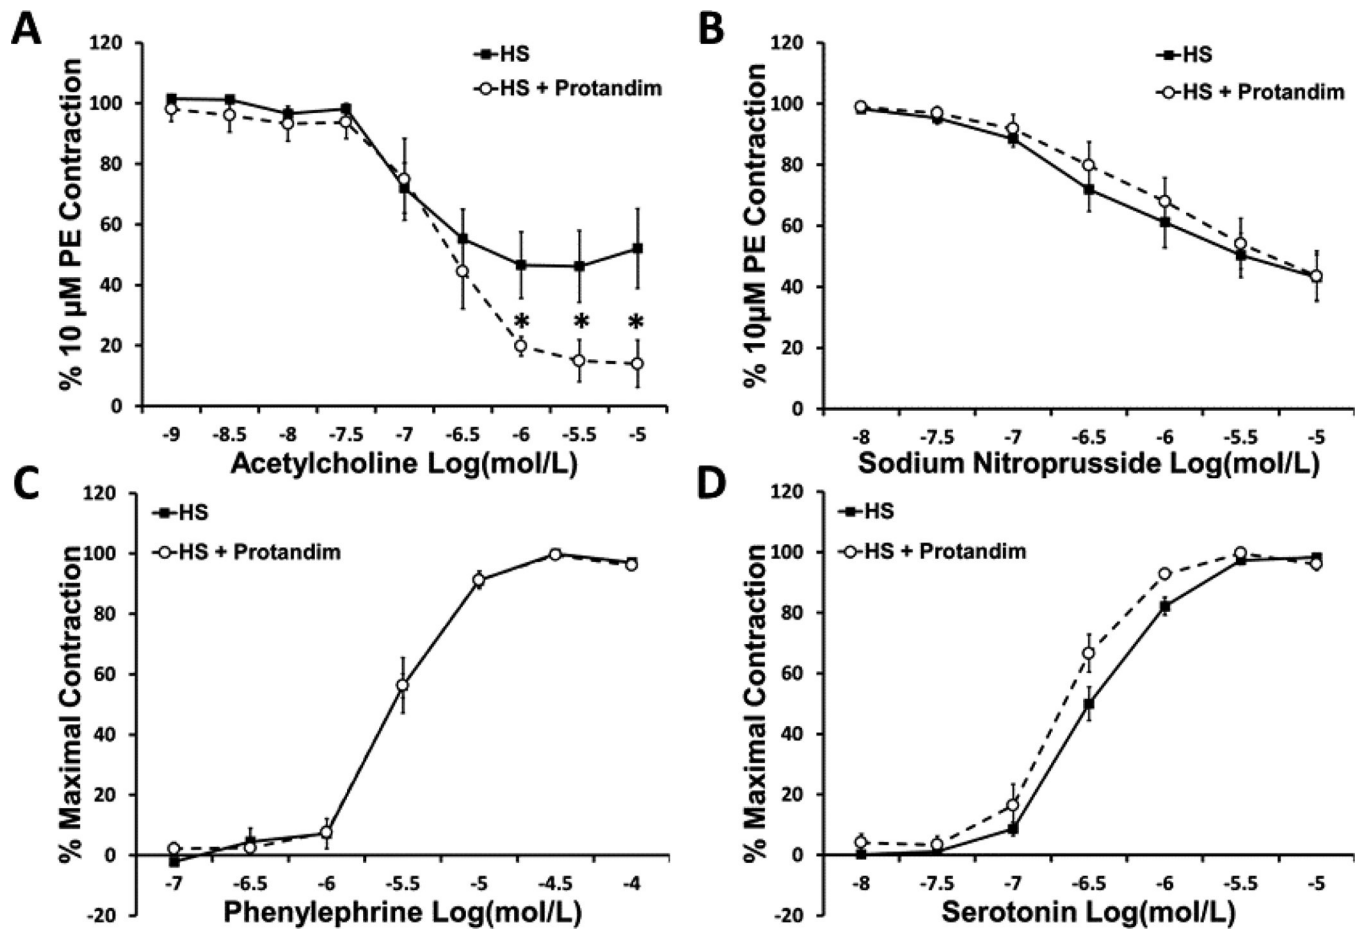 A
120
100
80
60
40
20
0
% 10 µM PE Contraction
HS
HS + Protandim
* * *
-9 -8.5 -8 -7.5 -7 -6.5 -6 -5.5 -5
Acetylcholine Log(mol/L)
B
120
100
80
60
40
20
0
% 10µM PE Contraction
HS
HS + Protandim
-8 -7.5 -7 -6.5 -6 -5.5 -5
Sodium Nitroprusside Log(mol/L)
C
120
100
80
60
40
20
0
-20
% Maximal Contraction
HS
HS + Protandim
-7 -6.5 -6 -5.5 -5 -4.5 -4
Phenylephrine Log(mol/L)
D
120
100
80
60
40
20
0
-20
% Maximal Contraction
HS
HS + Protandim
-8 -7.5 -7 -6.5 -6 -5.5 -5
Serotonin Log(mol/L)